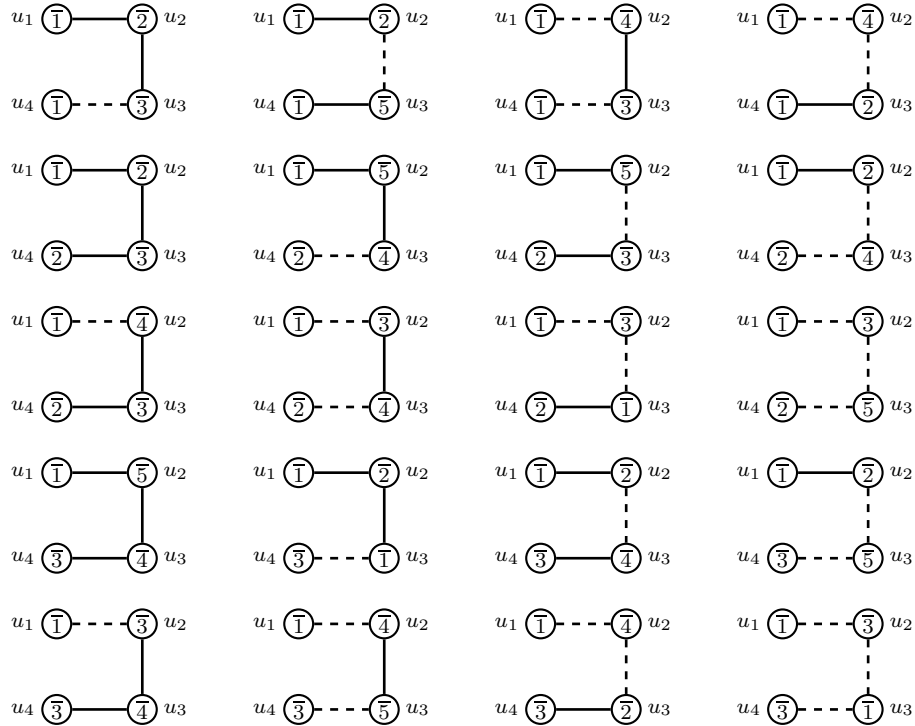 u₁ 1̅ 2̅ u₂ u₁ 1̅ 2̅ u₂ u₁ 1̅ 4̅ u₂ u₁ 1̅ 4̅ u₂
u₄ 1̅ 3̅ u₃ u₄ 1̅ 5̅ u₃ u₄ 1̅ 3̅ u₃ u₄ 1̅ 2̅ u₃
u₁ 1̅ 2̅ u₂ u₁ 1̅ 5̅ u₂ u₁ 1̅ 5̅ u₂ u₁ 1̅ 2̅ u₂
u₄ 2̅ 3̅ u₃ u₄ 2̅ 4̅ u₃ u₄ 2̅ 3̅ u₃ u₄ 2̅ 4̅ u₃
u₁ 1̅ 4̅ u₂ u₁ 1̅ 3̅ u₂ u₁ 1̅ 3̅ u₂ u₁ 1̅ 3̅ u₂
u₄ 2̅ 3̅ u₃ u₄ 2̅ 4̅ u₃ u₄ 2̅ 1̅ u₃ u₄ 2̅ 5̅ u₃
u₁ 1̅ 5̅ u₂ u₁ 1̅ 2̅ u₂ u₁ 1̅ 2̅ u₂ u₁ 1̅ 2̅ u₂
u₄ 3̅ 4̅ u₃ u₄ 3̅ 1̅ u₃ u₄ 3̅ 4̅ u₃ u₄ 3̅ 5̅ u₃
u₁ 1̅ 3̅ u₂ u₁ 1̅ 4̅ u₂ u₁ 1̅ 4̅ u₂ u₁ 1̅ 3̅ u₂
u₄ 3̅ 4̅ u₃ u₄ 3̅ 5̅ u₃ u₄ 3̅ 2̅ u₃ u₄ 3̅ 1̅ u₃